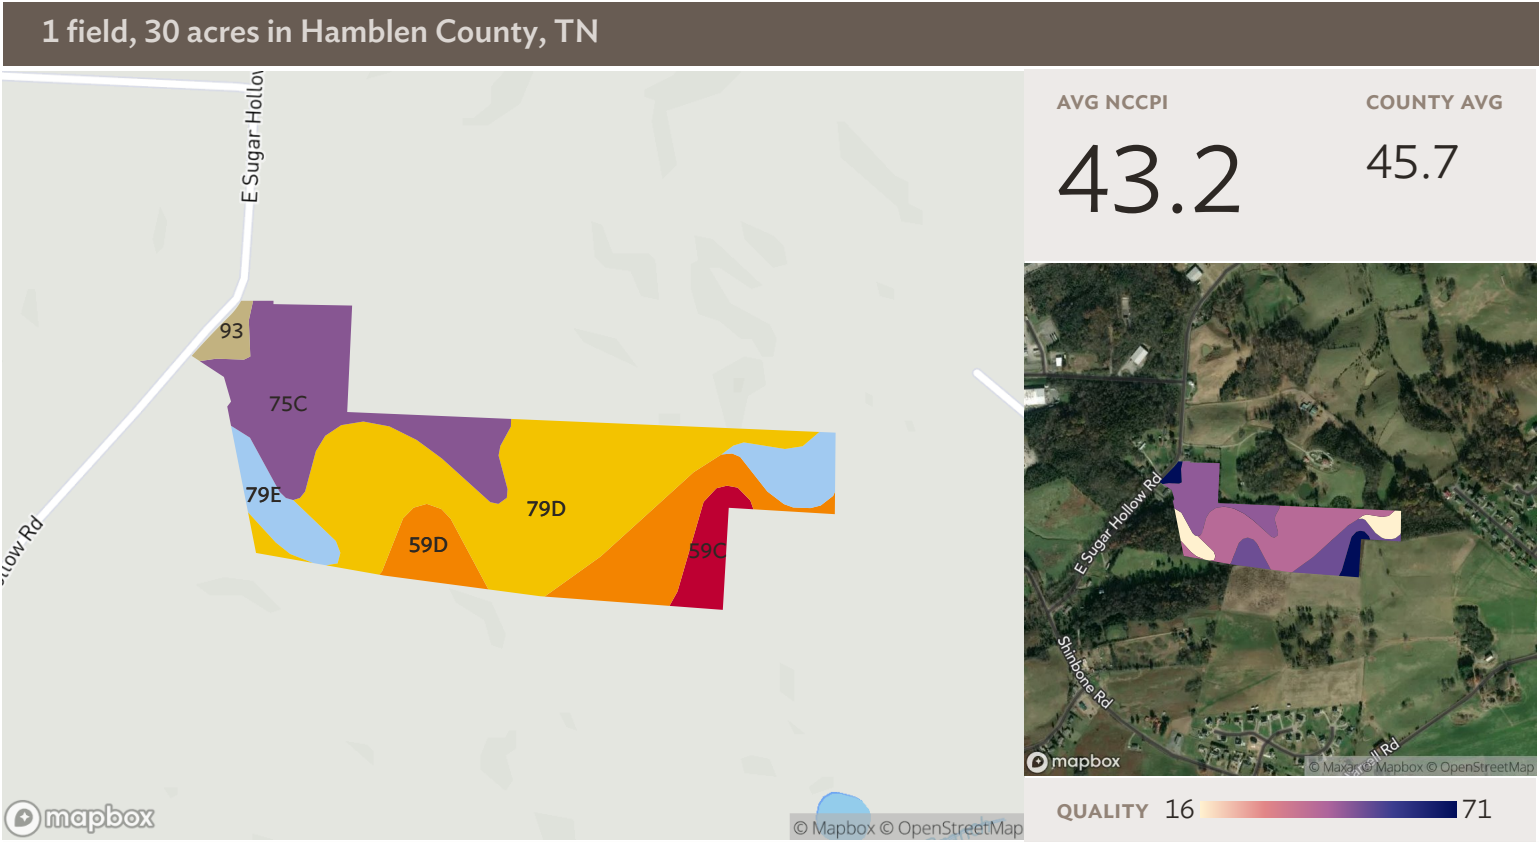 1 field, 30 acres in Hamblen County, TN
E Sugar Hollow
93
75C
79E
79D
59D
59C
mapbox
© Mapbox © OpenStreetMap
AVG NCCPI
COUNTY AVG
43.2
45.7
E Sugar Hollow Rd
Shinbone Rd
Rd
mapbox
© Maxar © Mapbox © OpenStreetMap
QUALITY 16 71